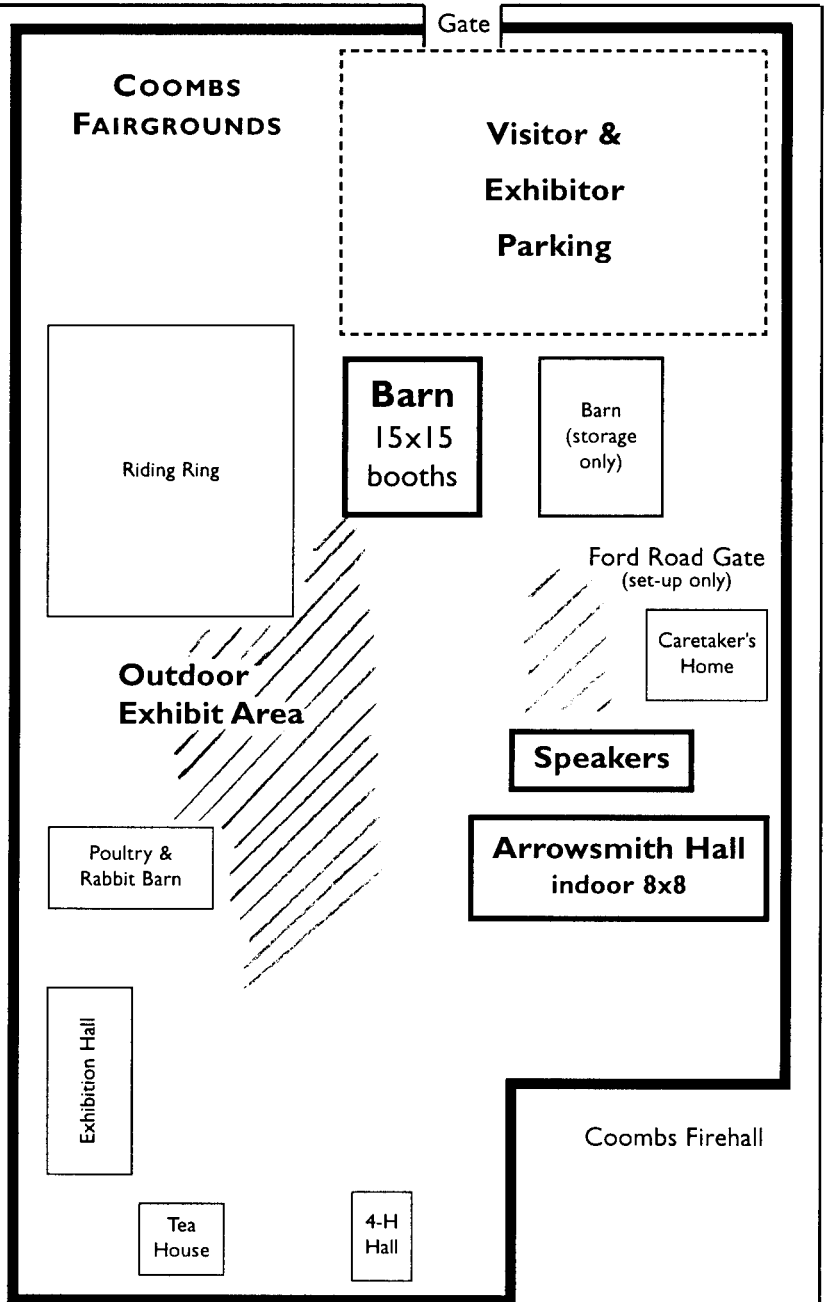 Gate
COOMBS
FAIRGROUNDS
Visitor &
Exhibitor
Parking
Riding Ring
Barn
15x15
booths
Barn
(storage
only)
Ford Road Gate
(set-up only)
Caretaker's
Home
Outdoor
Exhibit Area
Speakers
Arrowsmith Hall
indoor 8x8
Poultry &
Rabbit Barn
Exhibition Hall
Coombs Firehall
Tea
House
4-H
Hall